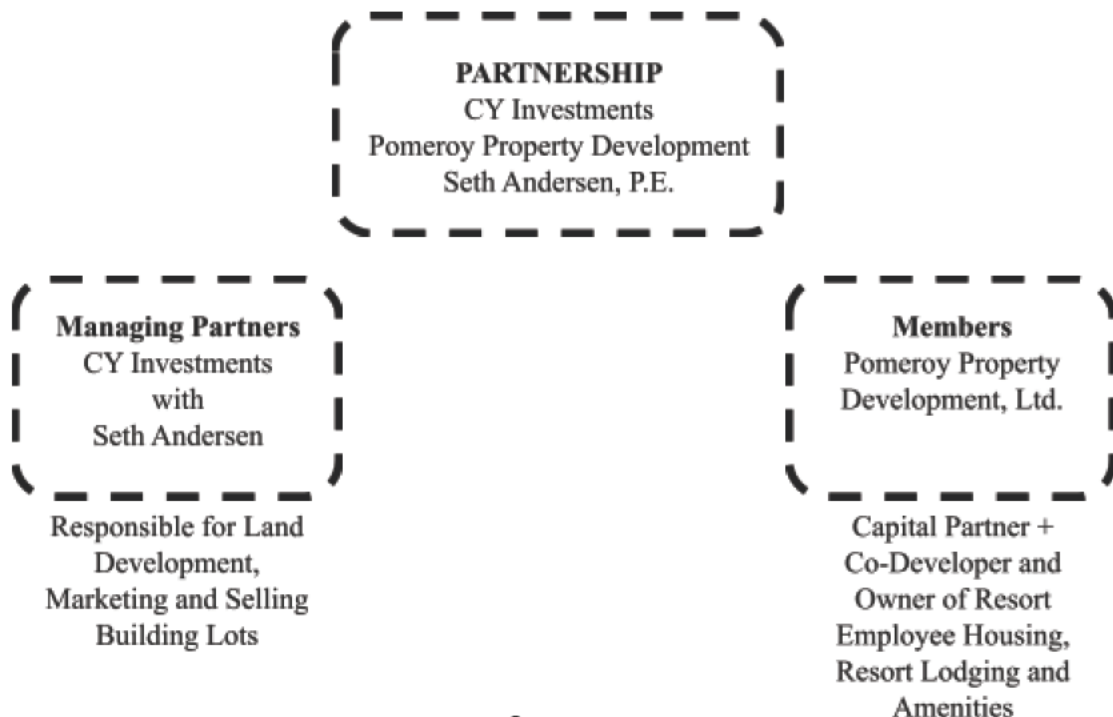 PARTNERSHIP
CY Investments
Pomeroy Property Development
Seth Andersen, P.E.
Managing Partners
CY Investments
with
Seth Andersen
Responsible for Land
Development,
Marketing and Selling
Building Lots
Members
Pomeroy Property
Development, Ltd.
Capital Partner +
Co-Developer and
Owner of Resort
Employee Housing,
Resort Lodging and
Amenities